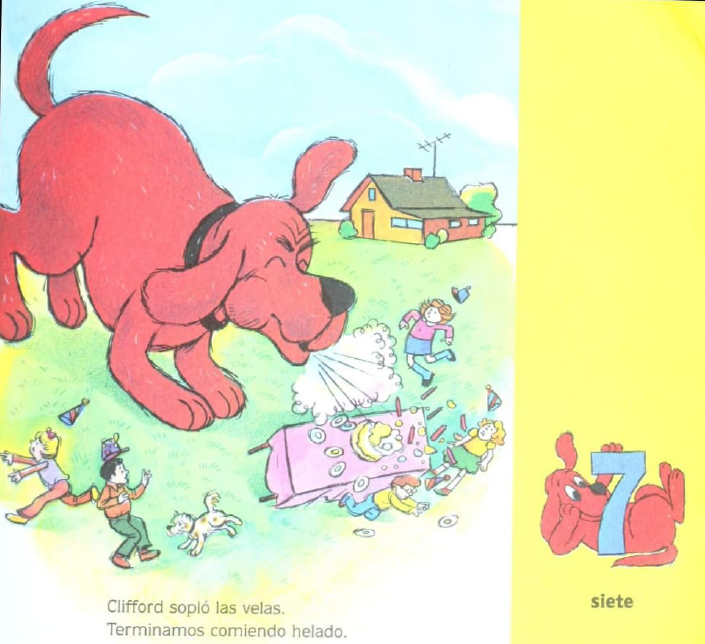 Clifford sopló las velas.
Terminamos comiendo helado.
7
siete